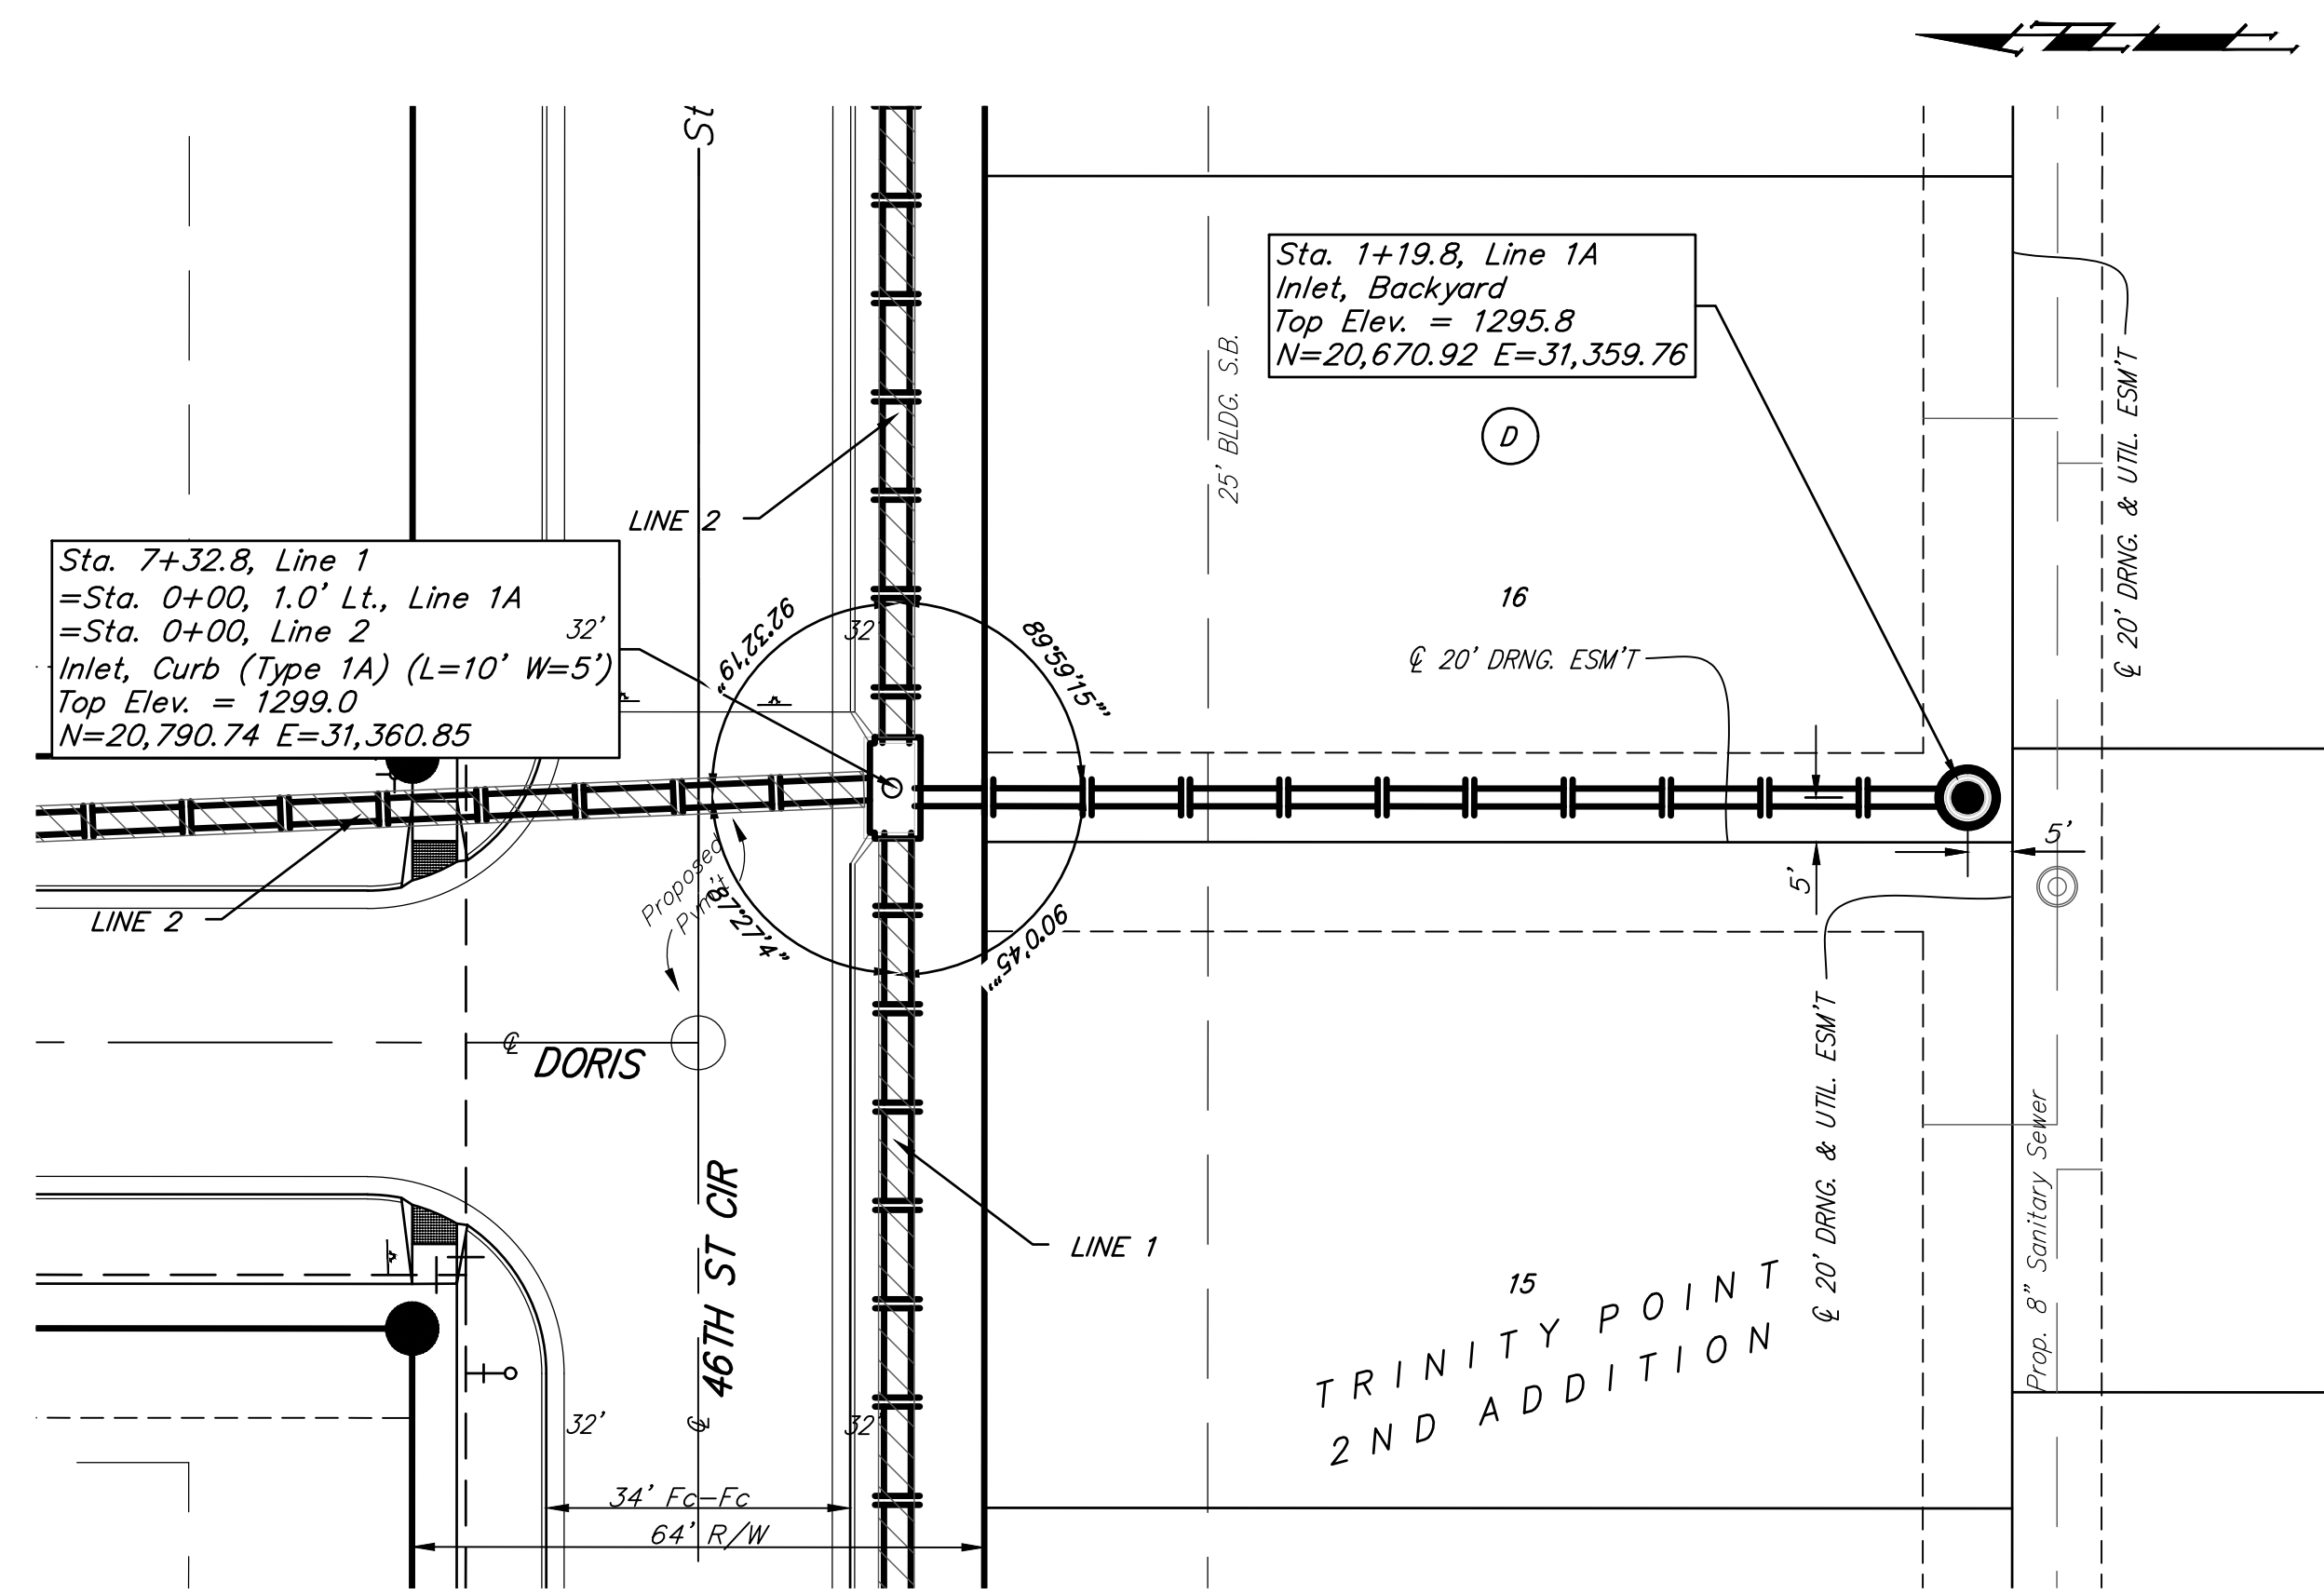 St
Sta. 1+19.8, Line 1A
Inlet, Backyard
Top Elev. = 1295.8
N=20,670.92 E=31,359.76
25' BLDG. S.B.
D
℄ 20' DRNG. & UTIL. ESM'T
LINE 2
Sta. 7+32.8, Line 1
=Sta. 0+00, 1.0' Lt., Line 1A
=Sta. 0+00, Line 2
Inlet, Curb (Type 1A) (L=10' W=5')
Top Elev. = 1299.0
N=20,790.74 E=31,360.85
32'
32'
92°32'19"
89°59'15""
16
℄ 20' DRNG. ESM'T
5'
5'
Proposed
Pvm't
87°27'4"
90°0'45""
LINE 2
℄ DORIS
℄ 46TH ST CIR
LINE 1
15
TRINITY POINT
2ND ADDITION
℄ 20' DRNG. & UTIL. ESM'T
Prop. 8" Sanitary Sewer
32'
32'
34' Fc-Fc
64' R/W